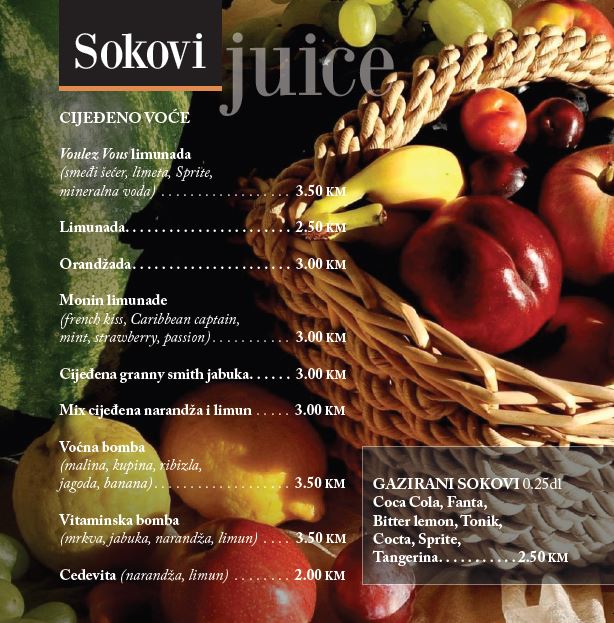 Sokovi juice
CIJEĐENO VOĆE
Voulez Vous limunada
(smeđi šećer, limeta, Sprite,
mineralna voda) . . . . . . . . . . . . . . . . . . 3.50 KM
Limunada. . . . . . . . . . . . . . . . . . . . . . . 2.50 KM
Orandžada. . . . . . . . . . . . . . . . . . . . . . 3.00 KM
Monin limunade
(french kiss, Caribbean captain,
mint, strawberry, passion). . . . . . . . . . . 3.00 KM
Cijeđena granny smith jabuka. . . . . . 3.00 KM
Mix cijeđena narandža i limun . . . . . 3.00 KM
Voćna bomba
(malina, kupina, ribizla,
jagoda, banana). . . . . . . . . . . . . . . . . . 3.50 KM
Vitaminska bomba
(mrkva, jabuka, narandža, limun) . . . . 3.50 KM
Cedevita (narandža, limun) . . . . . . . . 2.00 KM
GAZIRANI SOKOVI 0.25dl
Coca Cola, Fanta,
Bitter lemon, Tonik,
Cocta, Sprite,
Tangerina. . . . . . . . . . . 2.50 KM